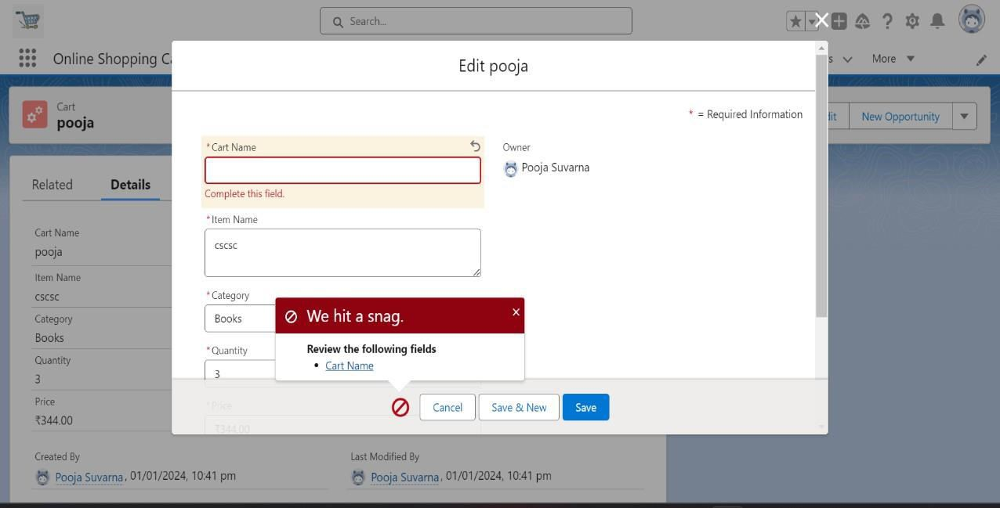 Search...
Online Shopping Ca
s
More
Edit pooja
Cart
pooja
* = Required Information
dit
New Opportunity
Related
Details
*Cart Name
Complete this field.
Owner
Pooja Suvarna
*Item Name
cscsc
*Category
Books
*Quantity
3
*Price
₹344.00
We hit a snag.
x
Review the following fields
• Cart Name
Cancel
Save & New
Save
Cart Name
pooja
Item Name
cscsc
Category
Books
Quantity
3
Price
₹344.00
Created By
Pooja Suvarna, 01/01/2024, 10:41 pm
Last Modified By
Pooja Suvarna, 01/01/2024, 10:41 pm